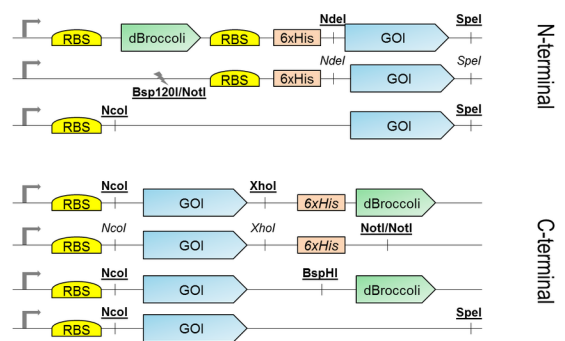 NdeI SpeI
RBS dBroccoli RBS 6xHis GOI
NdeI SpeI
RBS 6xHis GOI
Bsp120I/NotI
NcoI SpeI
RBS GOI
N-terminal
NcoI XhoI
RBS GOI 6xHis dBroccoli
NcoI XhoI NotI/NotI
RBS GOI 6xHis
NcoI BspHI
RBS GOI dBroccoli
NcoI SpeI
RBS GOI
C-terminal